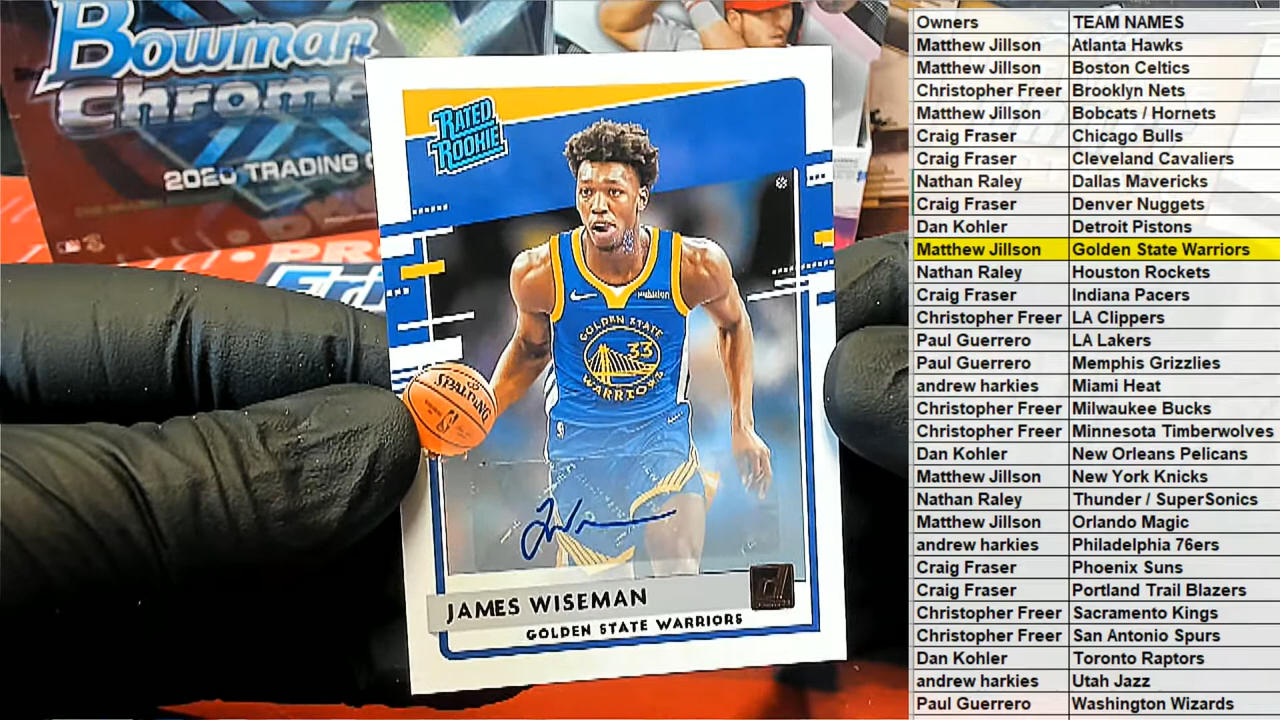 Bowman
Chrome
2020 TRADING
RATED
ROOKIE
GOLDEN STATE
33
WARRIORS
SPALDING
JAMES WISEMAN
GOLDEN STATE WARRIORS
Owners TEAM NAMES
Matthew Jillson Atlanta Hawks
Matthew Jillson Boston Celtics
Christopher Freer Brooklyn Nets
Matthew Jillson Bobcats / Hornets
Craig Fraser Chicago Bulls
Craig Fraser Cleveland Cavaliers
Nathan Raley Dallas Mavericks
Craig Fraser Denver Nuggets
Dan Kohler Detroit Pistons
Matthew Jillson Golden State Warriors
Nathan Raley Houston Rockets
Craig Fraser Indiana Pacers
Christopher Freer LA Clippers
Paul Guerrero LA Lakers
Paul Guerrero Memphis Grizzlies
andrew harkies Miami Heat
Christopher Freer Milwaukee Bucks
Christopher Freer Minnesota Timberwolves
Dan Kohler New Orleans Pelicans
Matthew Jillson New York Knicks
Nathan Raley Thunder / SuperSonics
Matthew Jillson Orlando Magic
andrew harkies Philadelphia 76ers
Craig Fraser Phoenix Suns
Craig Fraser Portland Trail Blazers
Christopher Freer Sacramento Kings
Christopher Freer San Antonio Spurs
Dan Kohler Toronto Raptors
andrew harkies Utah Jazz
Paul Guerrero Washington Wizards